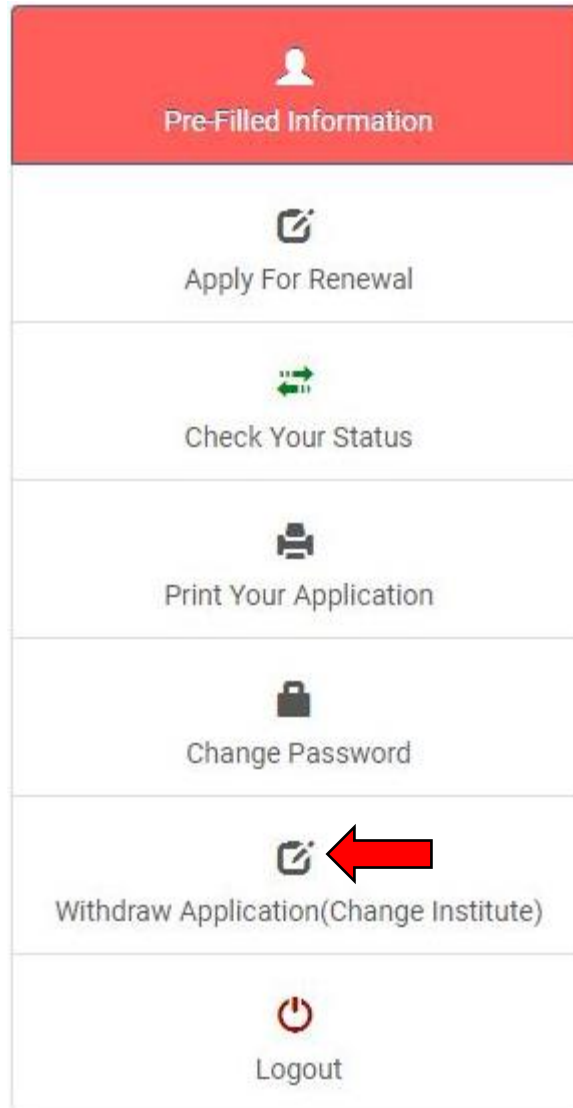 Pre-Filled Information
Apply For Renewal
Check Your Status
Print Your Application
Change Password
Withdraw Application(Change Institute)
Logout